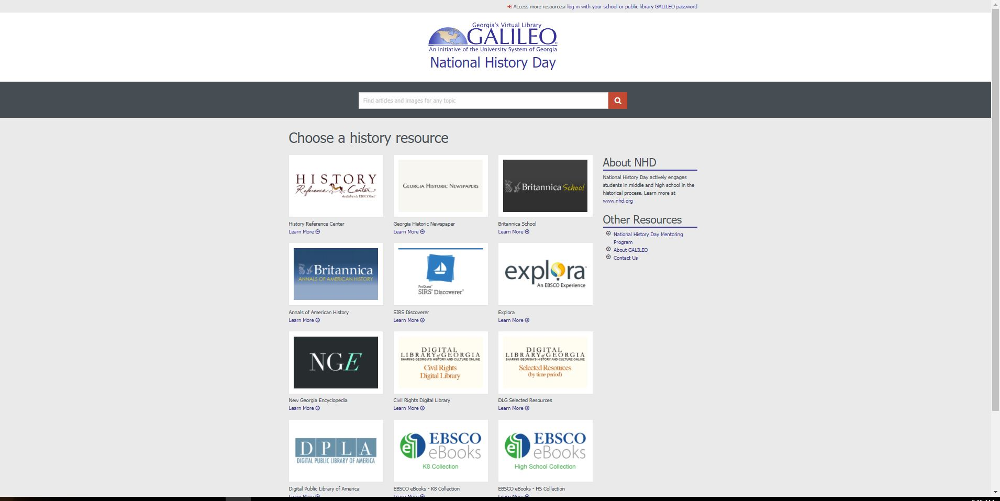 Access more resources: log in with your school or public library GALILEO password
Georgia's Virtual Library
GALILEO
An Initiative of the University System of Georgia
National History Day
Find articles and images for any topic
Choose a history resource
HISTORY
Reference Center
Available via EBSCOhost
History Reference Center
Learn More
GEORGIA HISTORIC NEWSPAPERS
Georgia Historic Newspaper
Learn More
Britannica School
Britannica School
Learn More
Britannica
ANNALS OF AMERICAN HISTORY
Annals of American History
Learn More
ProQuest
SIRS® Discoverer®
SIRS Discoverer
Learn More
explora™
An EBSCO Experience
Explora
Learn More
NGE
New Georgia Encyclopedia
Learn More
DIGITAL
LIBRARY of GEORGIA
SHARING GEORGIA'S HISTORY AND CULTURE ONLINE
Civil Rights
Digital Library
Civil Rights Digital Library
Learn More
DIGITAL
LIBRARY of GEORGIA
SHARING GEORGIA'S HISTORY AND CULTURE ONLINE
Selected Resources
(by time period)
DLG Selected Resources
Learn More
DPLA
DIGITAL PUBLIC LIBRARY OF AMERICA
Digital Public Library of America
Learn More
EBSCO
eBooks
K8 Collection
EBSCO eBooks - K8 Collection
Learn More
EBSCO
eBooks
High School Collection
EBSCO eBooks - HS Collection
Learn More
About NHD
National History Day actively engages
students in middle and high school in the
historical process. Learn more at
www.nhd.org
Other Resources
National History Day Mentoring
Program
About GALILEO
Contact Us